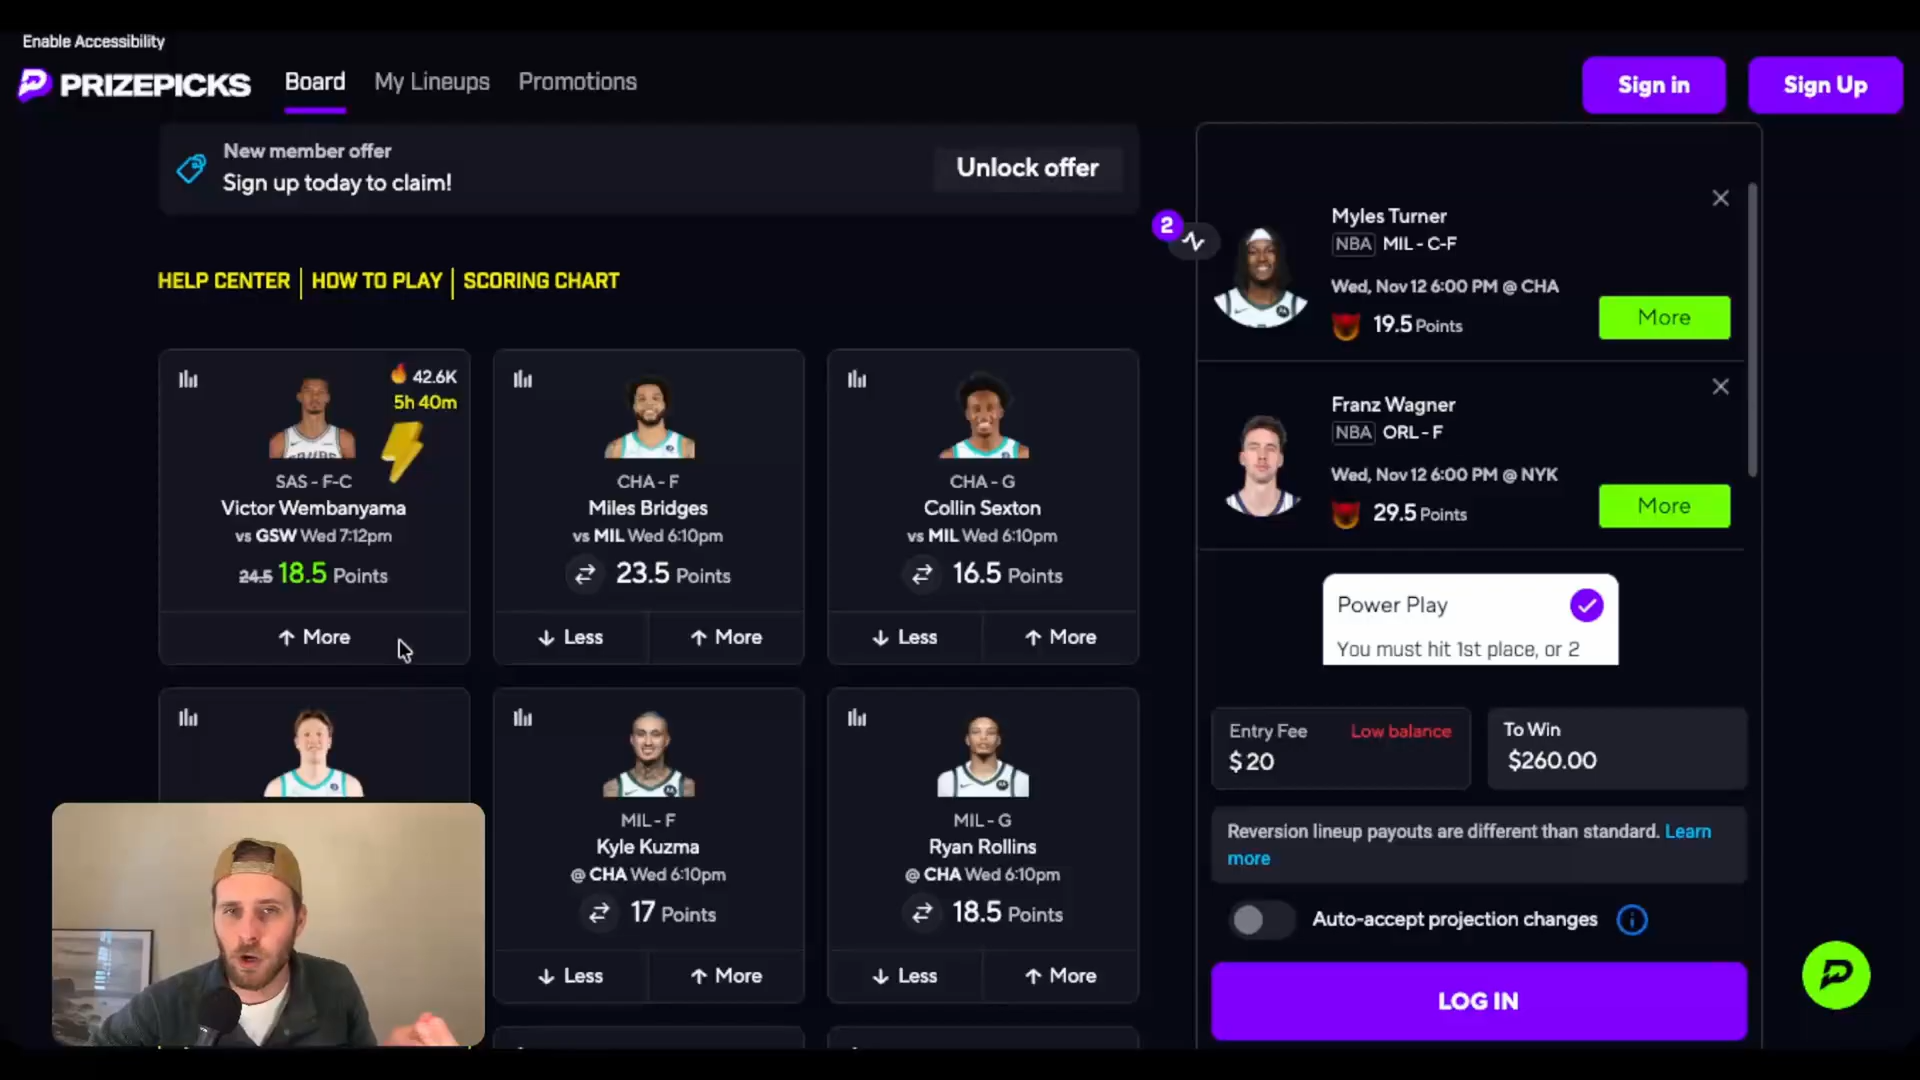 Enable Accessibility
PRIZEPICKS
Board
My Lineups
Promotions
Sign in
Sign Up
New member offer
Sign up today to claim!
Unlock offer
HELP CENTER | HOW TO PLAY | SCORING CHART
42.6K
5h 40m
SAS - F-C
Victor Wembanyama
vs GSW Wed 7:12pm
24.5 18.5 Points
More
CHA - F
Miles Bridges
vs MIL Wed 6:10pm
23.5 Points
Less
More
CHA - G
Collin Sexton
vs MIL Wed 6:10pm
16.5 Points
Less
More
MIL - F
Kyle Kuzma
@ CHA Wed 6:10pm
17 Points
Less
More
MIL - G
Ryan Rollins
@ CHA Wed 6:10pm
18.5 Points
Less
More
2
Myles Turner
NBA MIL - C-F
Wed, Nov 12 6:00 PM @ CHA
19.5 Points
More
Franz Wagner
NBA ORL - F
Wed, Nov 12 6:00 PM @ NYK
29.5 Points
More
Power Play
You must hit 1st place, or 2
Entry Fee
Low balance
$ 20
To Win
$260.00
Reversion lineup payouts are different than standard. Learn
more
Auto-accept projection changes
LOG IN